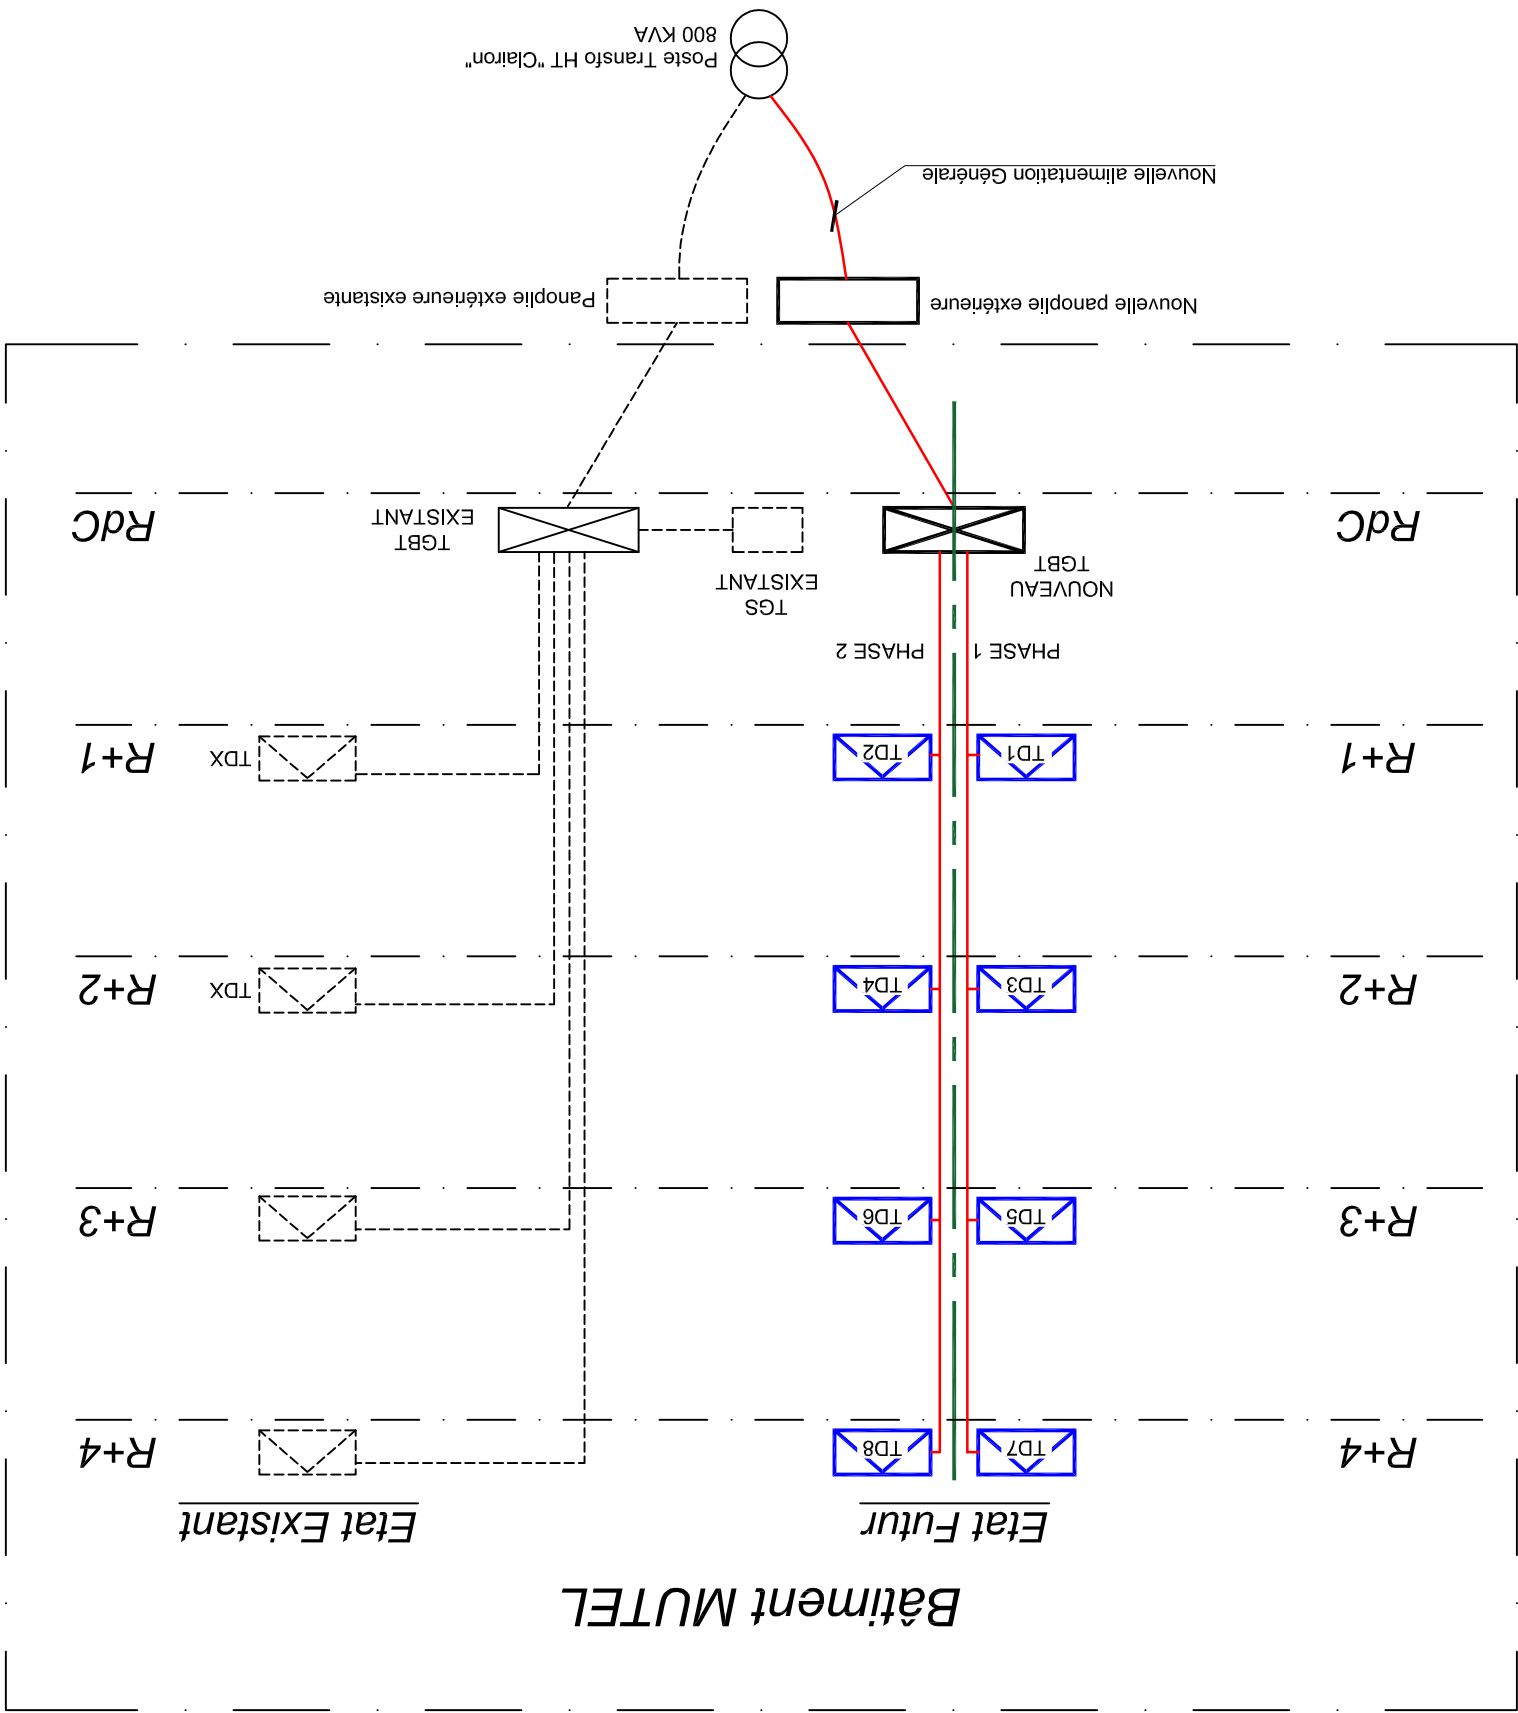 Bâtiment MUTEL
Etat Futur
Etat Existant
R+4
TD7
TD8
R+4
R+3
TD5
TD6
R+3
R+2
TD3
TD4
TDX
R+2
R+1
TD1
TD2
TDX
R+1
PHASE 1
PHASE 2
NOUVEAU
TGBT
TGS
EXISTANT
TGBT
EXISTANT
RdC
RdC
Nouvelle panoplie extérieure
Panoplie extérieure existante
Nouvelle alimentation Générale
Poste Transfo HT "Clairon"
800 KVA